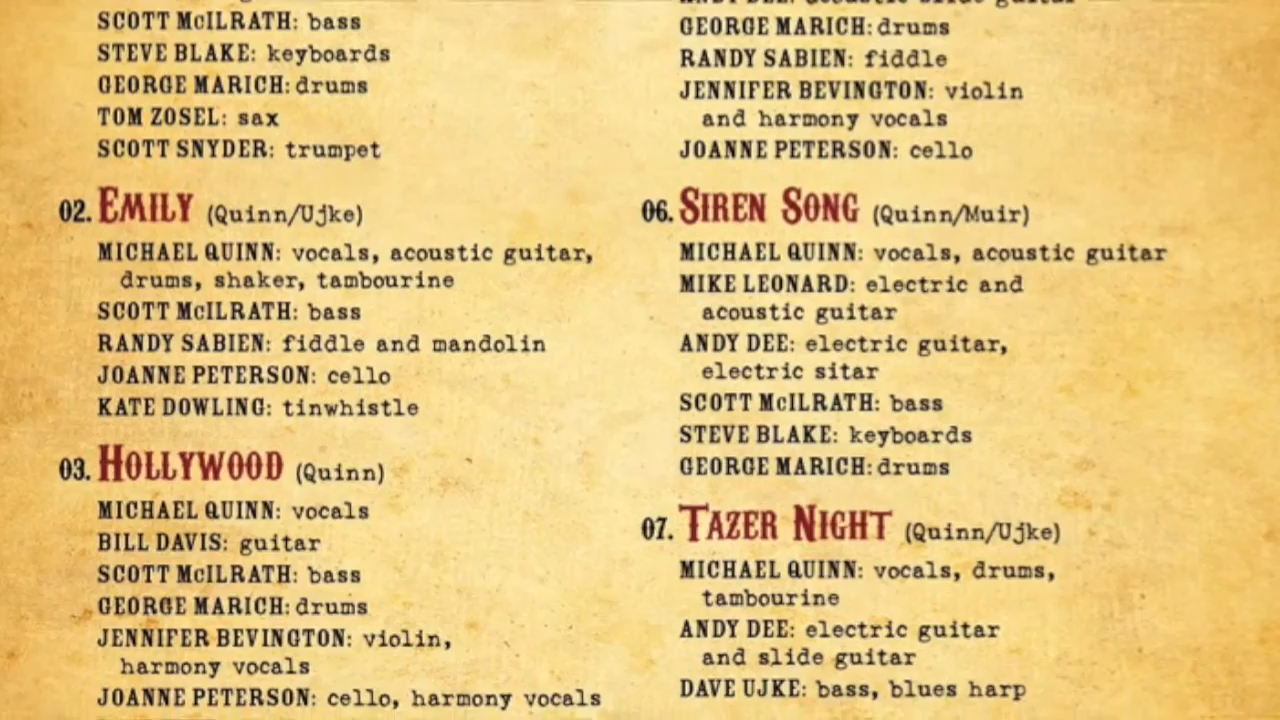 SCOTT McILRATH: bass
STEVE BLAKE: keyboards
GEORGE MARICH: drums
TOM ZOSEL: sax
SCOTT SNYDER: trumpet
02. EMILY (Quinn/Ujke)
MICHAEL QUINN: vocals, acoustic guitar,
drums, shaker, tambourine
SCOTT McILRATH: bass
RANDY SABIEN: fiddle and mandolin
JOANNE PETERSON: cello
KATE DOWLING: tinwhistle
03. HOLLYWOOD (Quinn)
MICHAEL QUINN: vocals
BILL DAVIS: guitar
SCOTT McILRATH: bass
GEORGE MARICH: drums
JENNIFER BEVINGTON: violin,
harmony vocals
JOANNE PETERSON: cello, harmony vocals
ANDY DEE: acoustic slide guitar
GEORGE MARICH: drums
RANDY SABIEN: fiddle
JENNIFER BEVINGTON: violin
and harmony vocals
JOANNE PETERSON: cello
06. SIREN SONG (Quinn/Muir)
MICHAEL QUINN: vocals, acoustic guitar
MIKE LEONARD: electric and
acoustic guitar
ANDY DEE: electric guitar,
electric sitar
SCOTT McILRATH: bass
STEVE BLAKE: keyboards
GEORGE MARICH: drums
07. TAZER NIGHT (Quinn/Ujke)
MICHAEL QUINN: vocals, drums,
tambourine
ANDY DEE: electric guitar
and slide guitar
DAVE UJKE: bass, blues harp